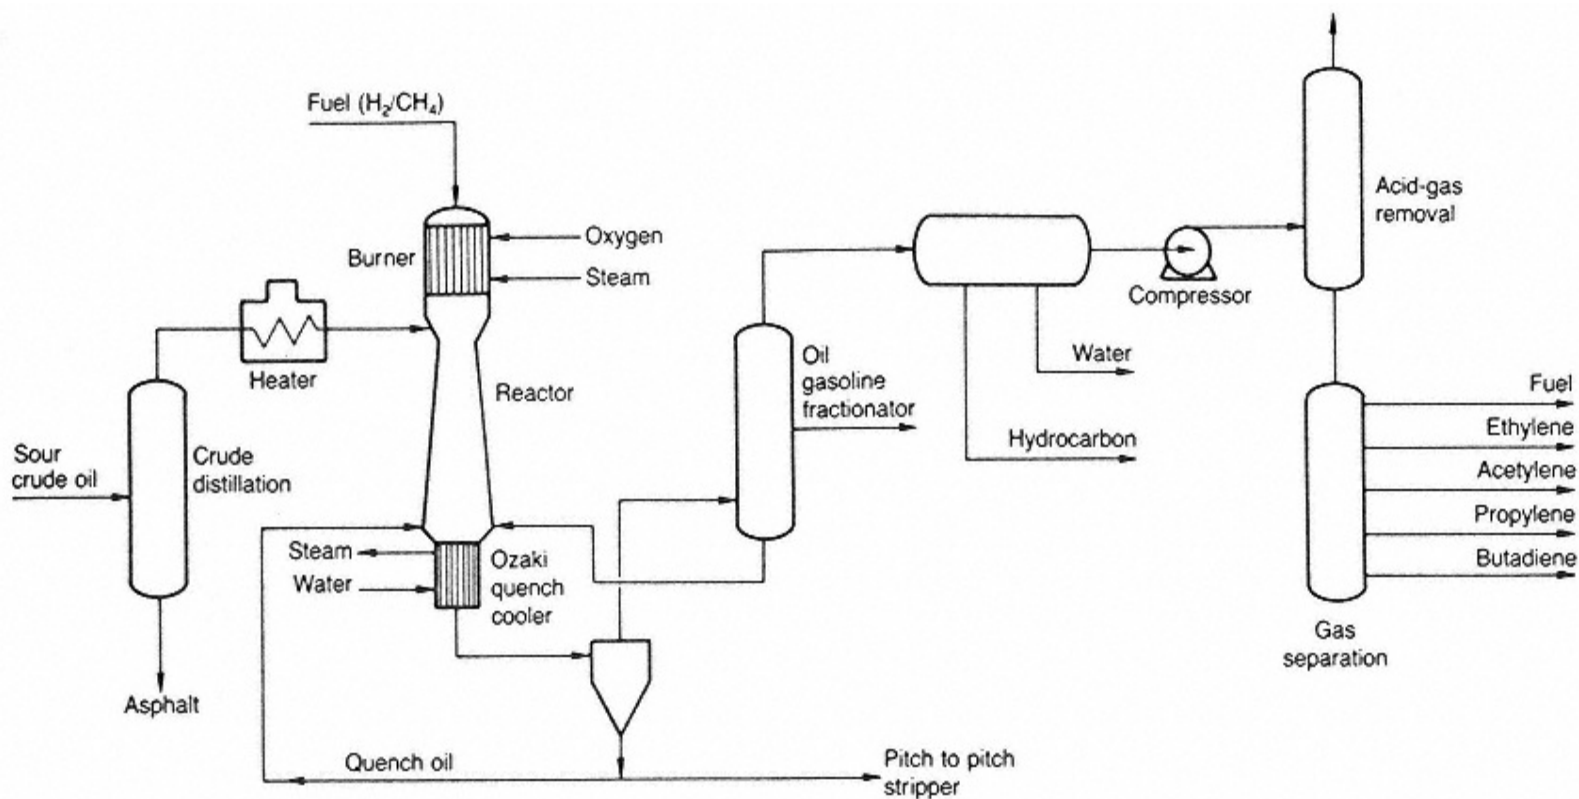 Fuel (H₂/CH₄)
Burner
Oxygen
Steam
Heater
Reactor
Sour
crude oil
Crude
distillation
Asphalt
Steam
Water
Ozaki
quench
cooler
Quench oil
Pitch to pitch
stripper
Oil
gasoline
fractionator
Water
Hydrocarbon
Compressor
Acid-gas
removal
Fuel
Ethylene
Acetylene
Propylene
Butadiene
Gas
separation